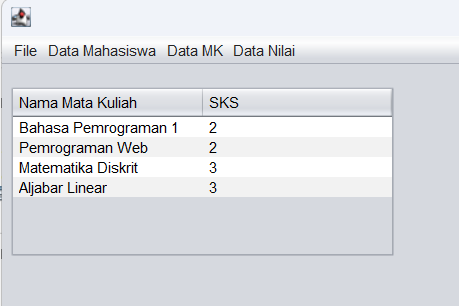 File Data Mahasiswa Data MK Data Nilai
Nama Mata Kuliah SKS
Bahasa Pemrograman 1 2
Pemrograman Web 2
Matematika Diskrit 3
Aljabar Linear 3